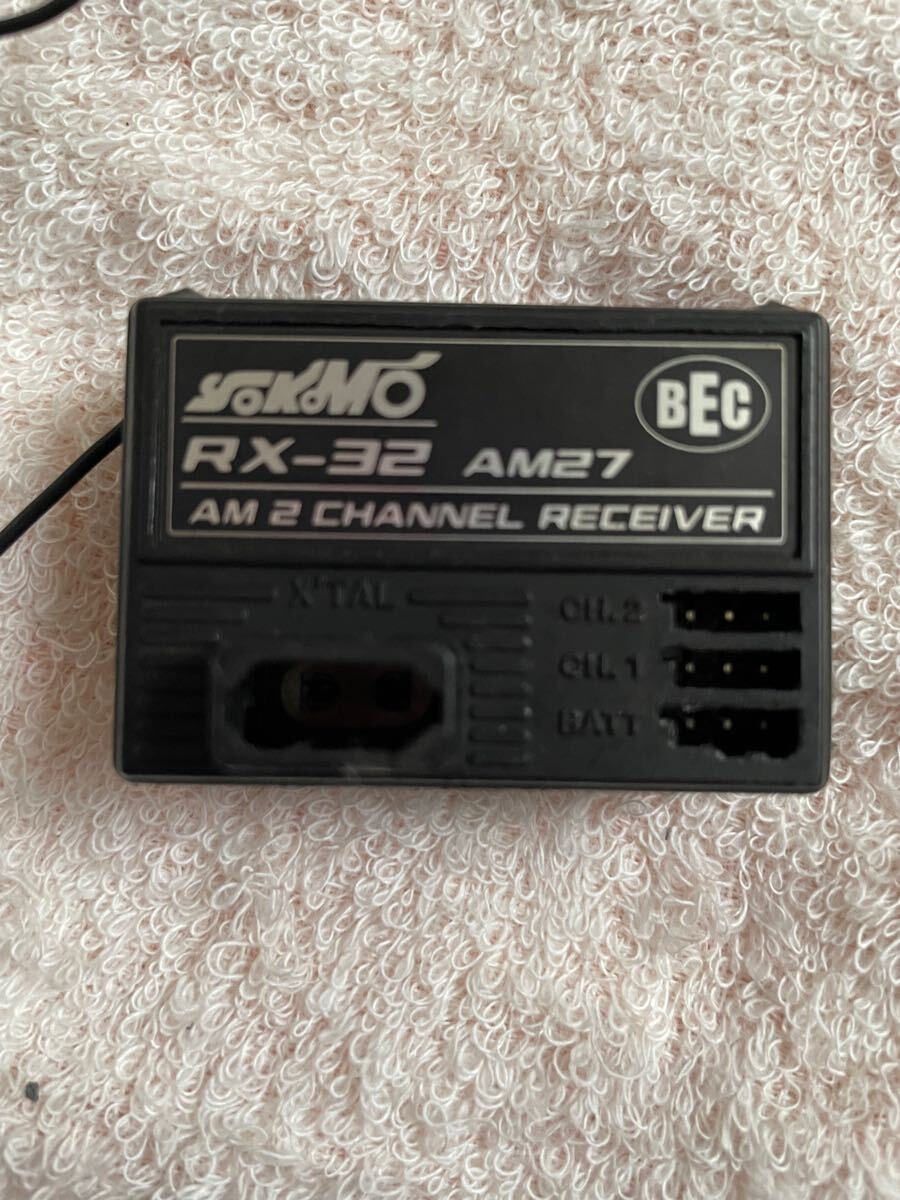 YOKOMO
BEC
RX-32 AM27
AM 2 CHANNEL RECEIVER
X'TAL
CH. 2
CH. 1
BATT